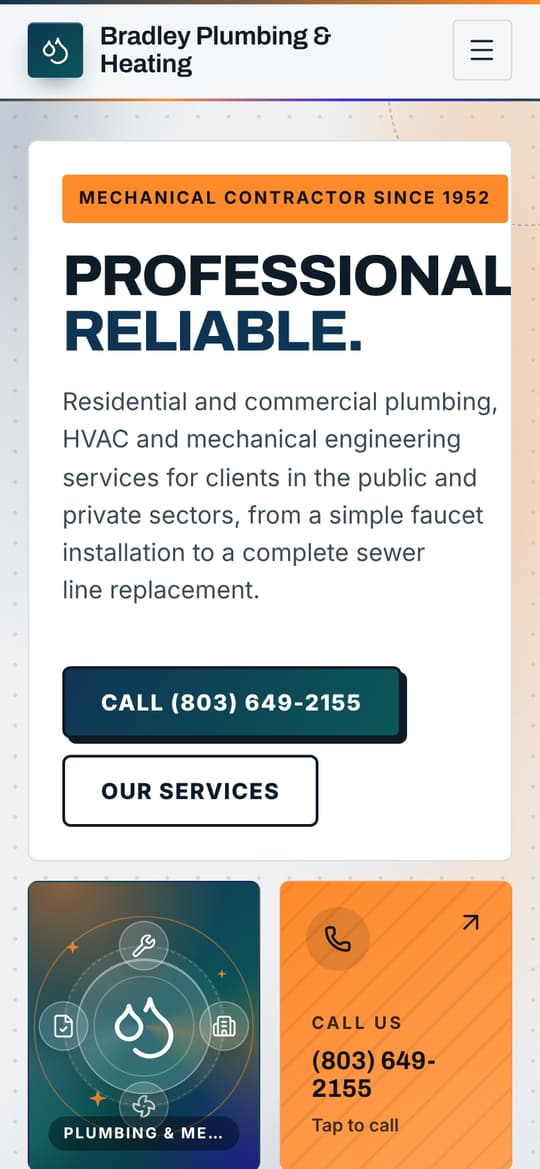 Bradley Plumbing &
Heating
MECHANICAL CONTRACTOR SINCE 1952
PROFESSIONAL
RELIABLE.
Residential and commercial plumbing,
HVAC and mechanical engineering
services for clients in the public and
private sectors, from a simple faucet
installation to a complete sewer
line replacement.
CALL (803) 649-2155
OUR SERVICES
PLUMBING & ME...
CALL US
(803) 649-
2155
Tap to call